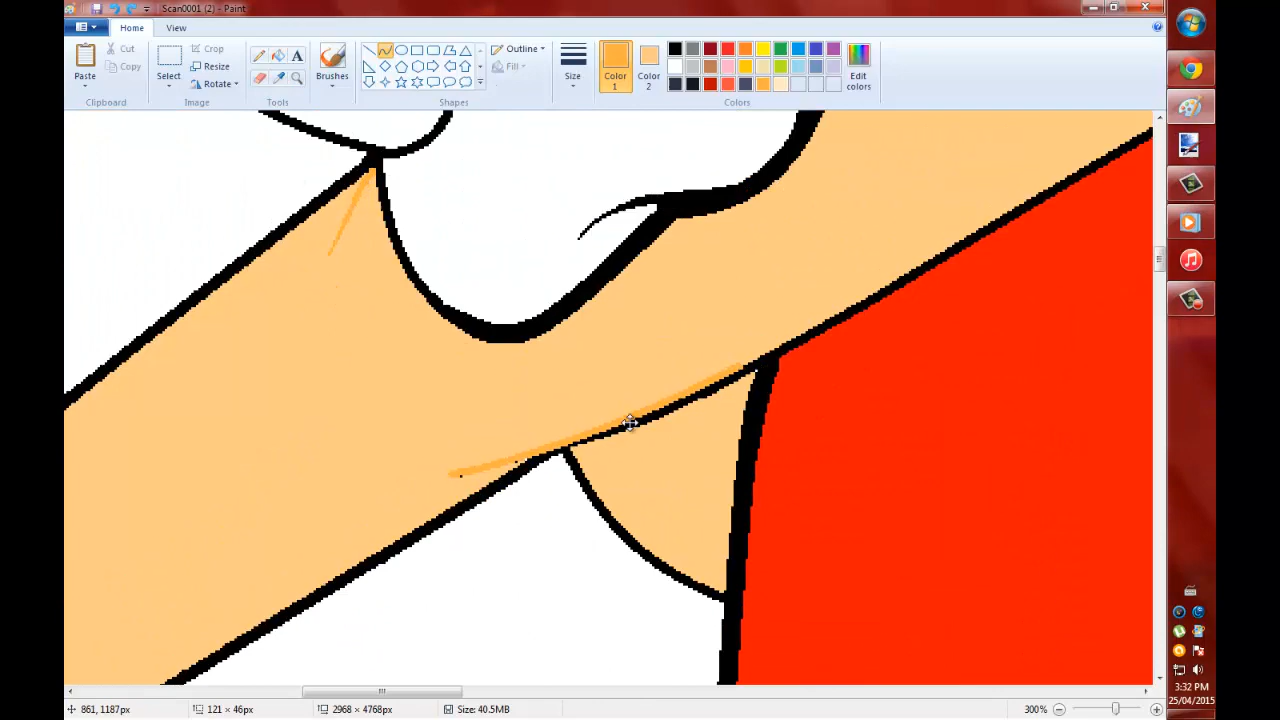 Scan0001 (2) - Paint
Home View
Paste
Cut
Copy
Clipboard
Select
Crop
Resize
Rotate
Image
A
Tools
Brushes
Shapes
Outline
Fill
Size
Color 1
Color 2
Edit colors
Colors
861, 1187px
121 × 46px
2968 × 4768px
Size: 40.5MB
300%
3:32 PM
25/04/2015